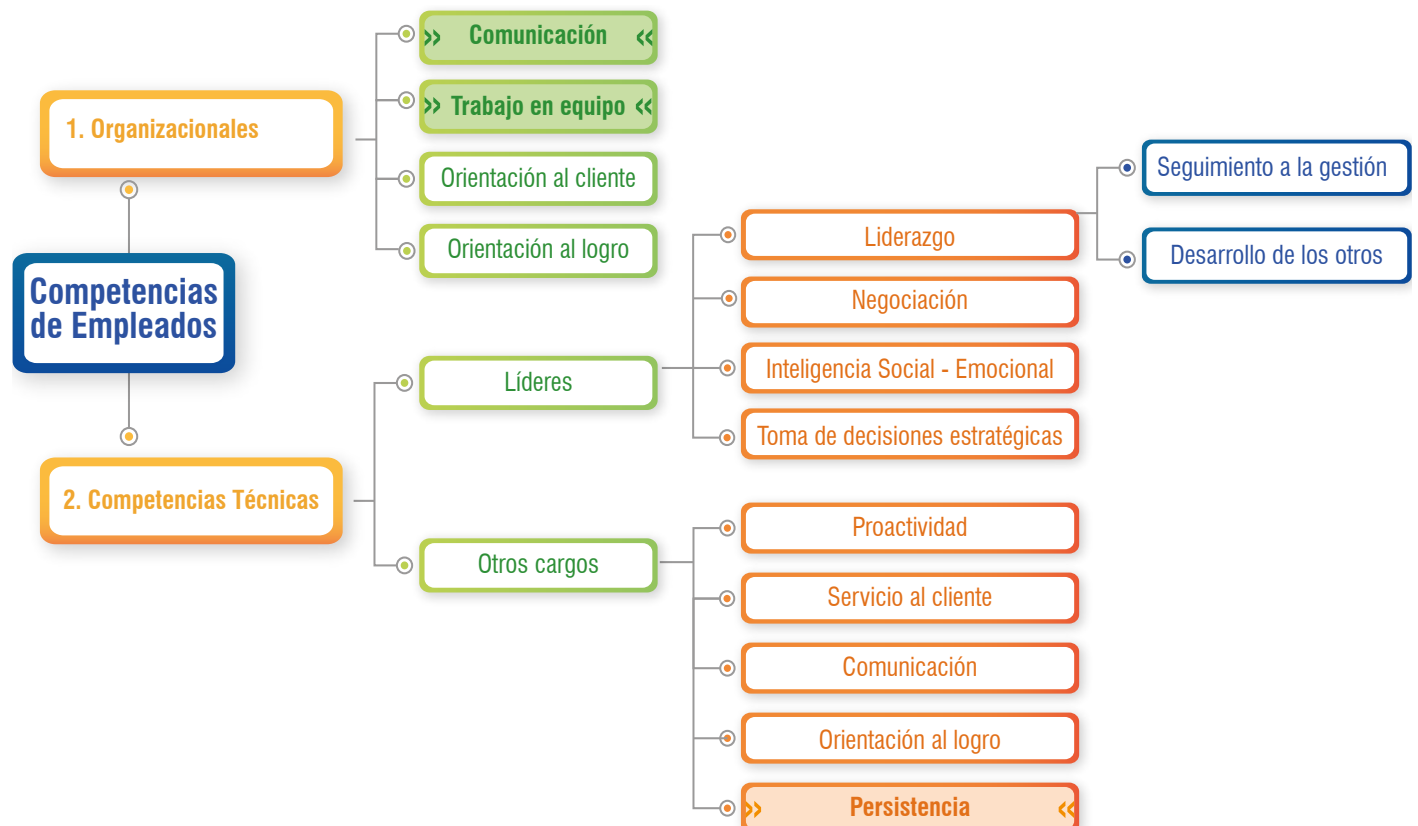 Competencias
de Empleados
1. Organizacionales
» Comunicación «
» Trabajo en equipo «
Orientación al cliente
Orientación al logro
2. Competencias Técnicas
Líderes
Liderazgo
Seguimiento a la gestión
Desarrollo de los otros
Negociación
Inteligencia Social - Emocional
Toma de decisiones estratégicas
Otros cargos
Proactividad
Servicio al cliente
Comunicación
Orientación al logro
» Persistencia «